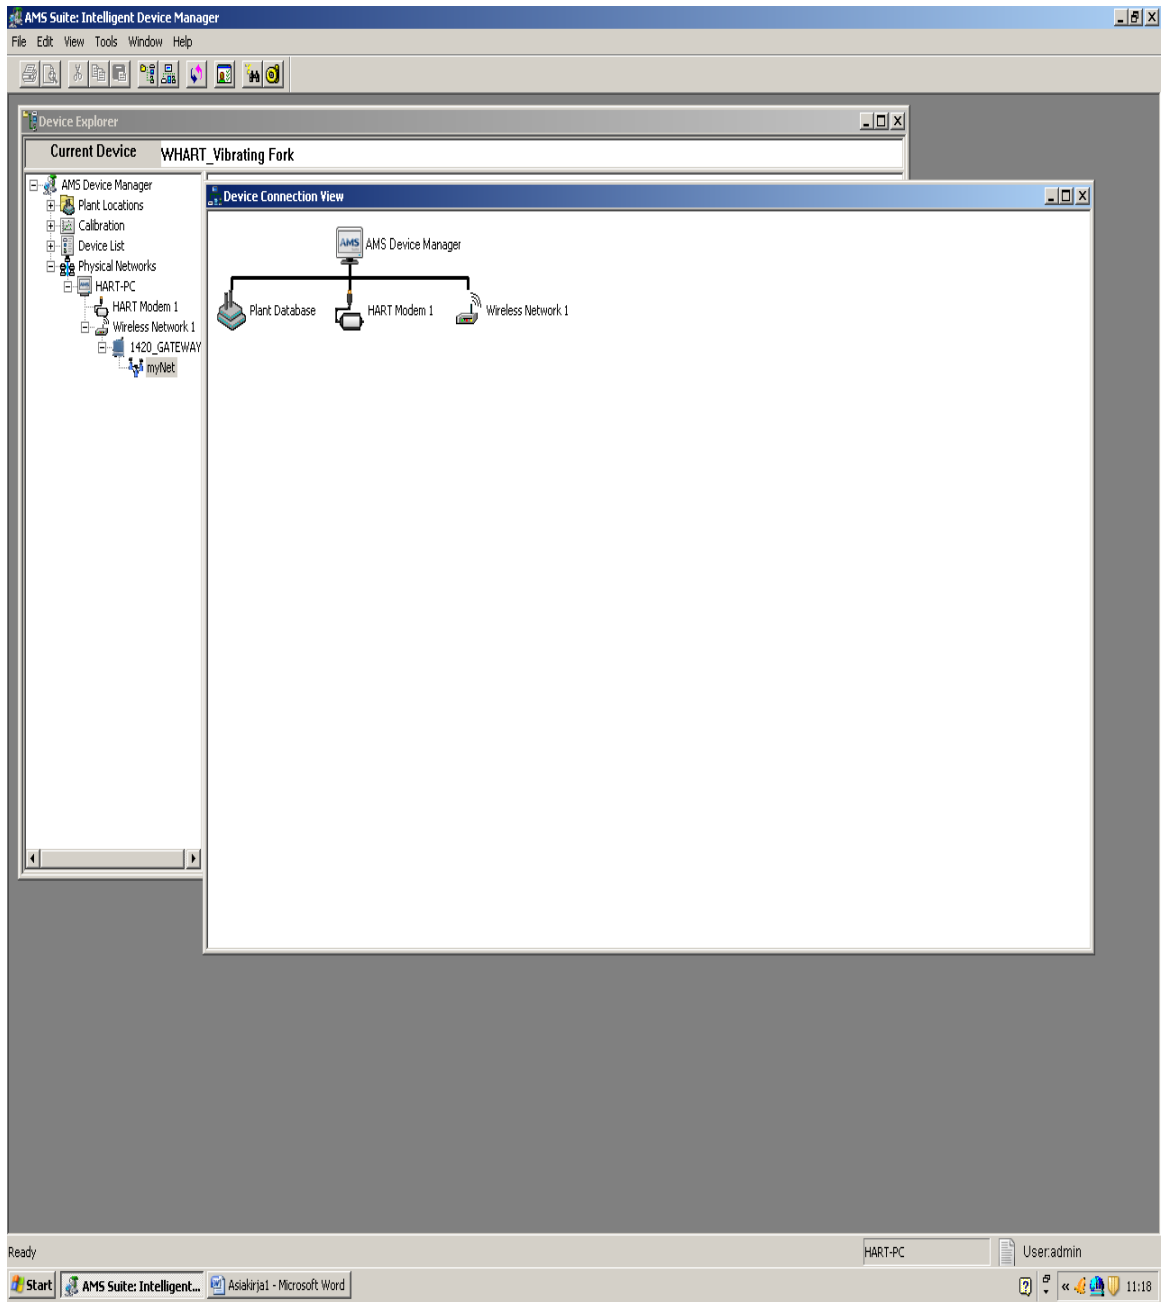 AMS Suite: Intelligent Device Manager
File Edit View Tools Window Help
Device Explorer
Current Device WHART_Vibrating Fork
AMS Device Manager
Plant Locations
Calibration
Device List
Physical Networks
HART-PC
HART Modem 1
Wireless Network 1
1420_GATEWAY
myNet
Device Connection View
AMS
AMS Device Manager
Plant Database
HART Modem 1
Wireless Network 1
Ready
HART-PC
User:admin
Start
AMS Suite: Intelligent...
Asiakirja1 - Microsoft Word
11:18